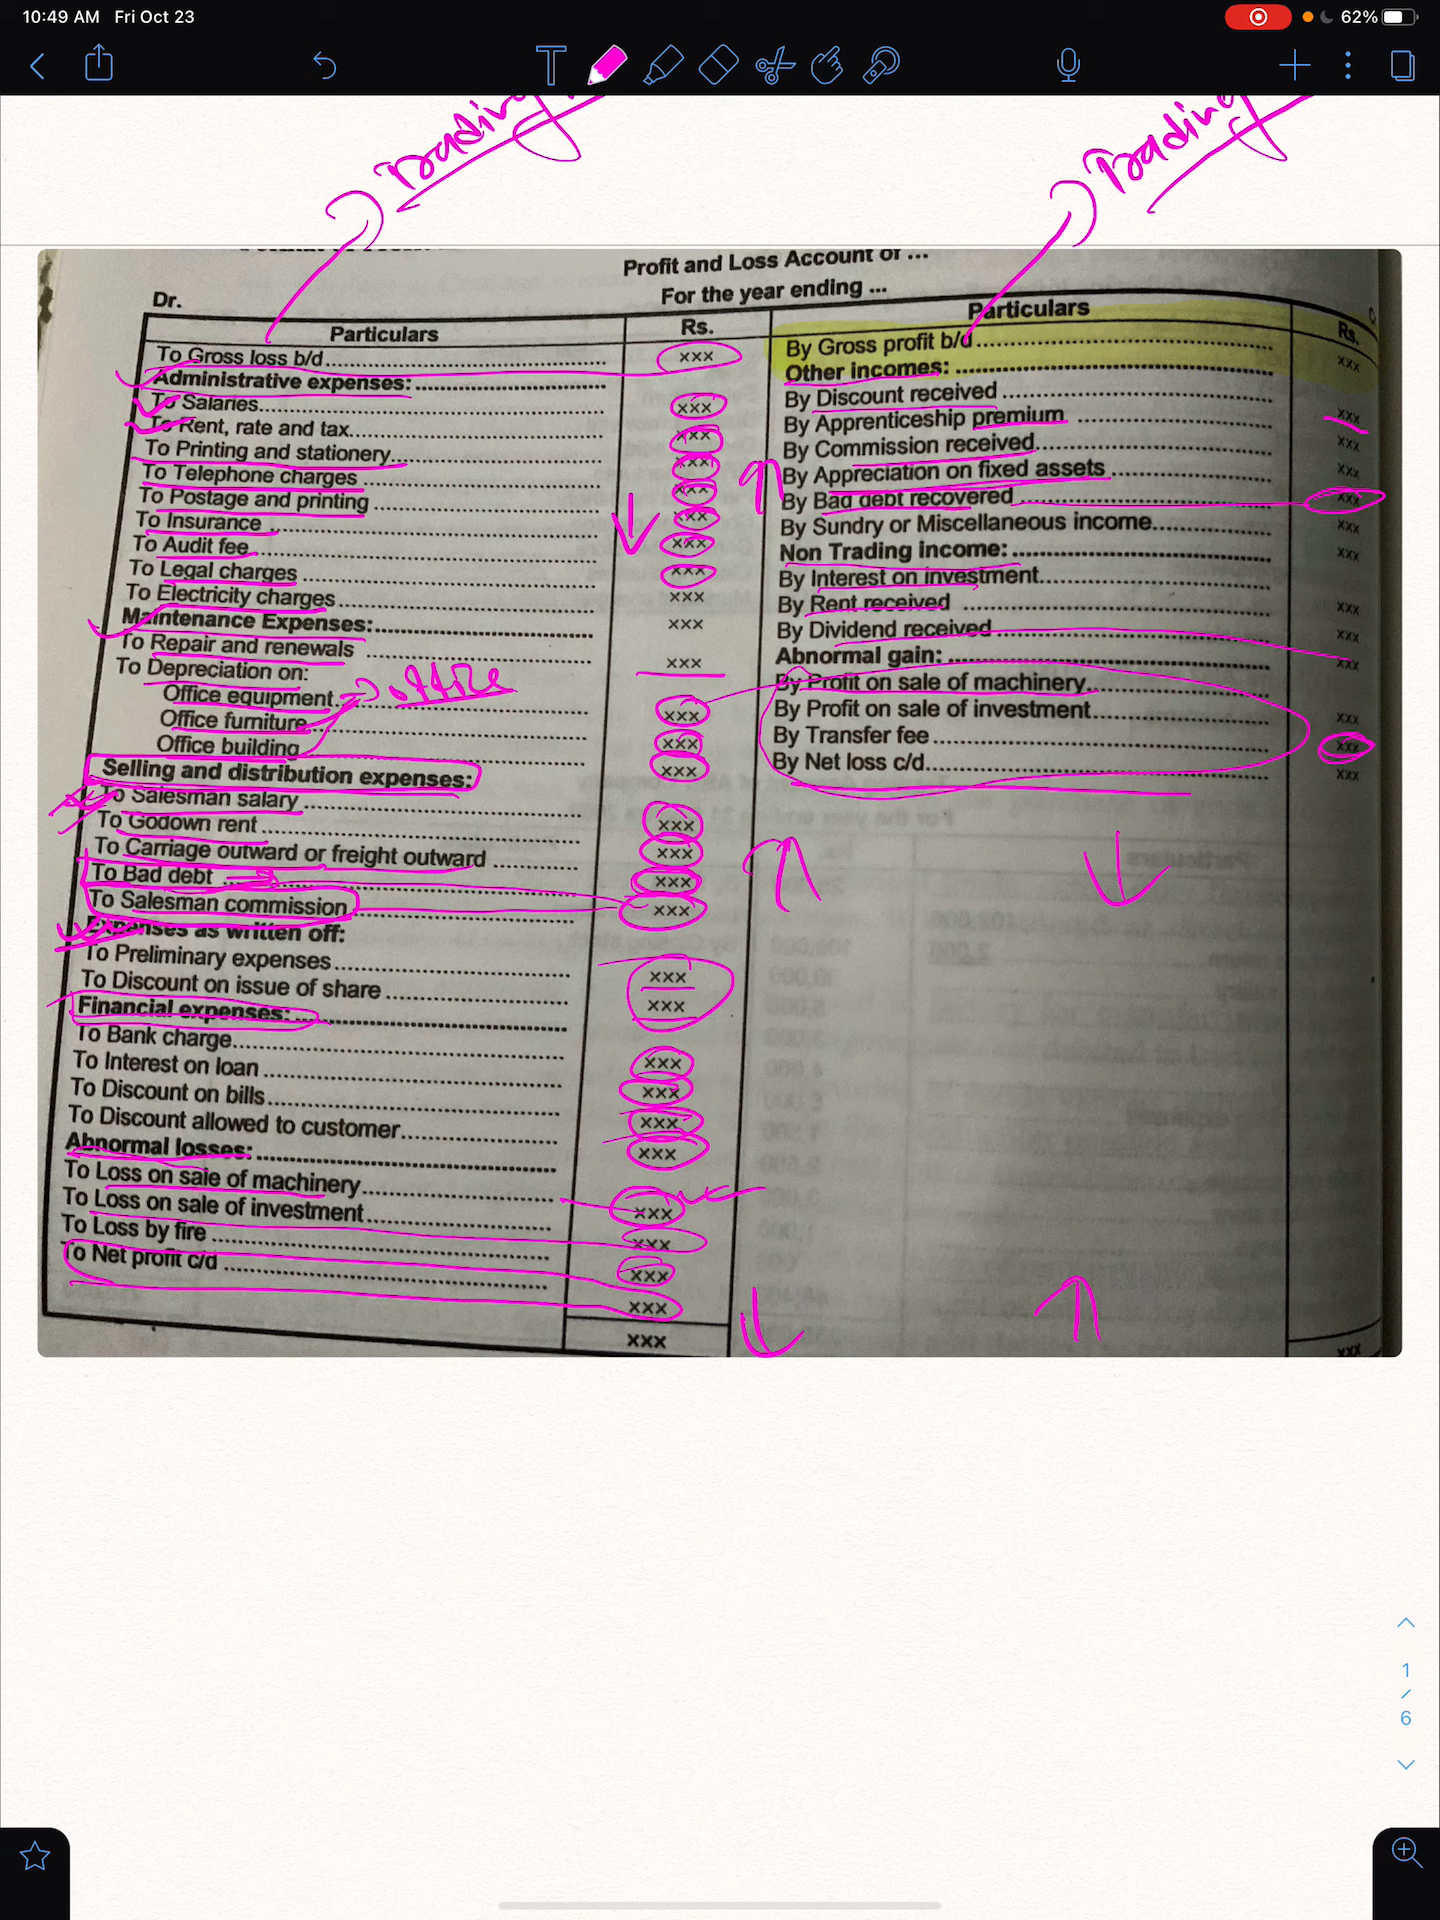 10:49 AM Fri Oct 23
62%
T
Trading
Trading
Profit and Loss Account of ...
For the year ending ...
Dr.
Particulars
Rs.
To Gross loss b/d
xxx
Administrative expenses:
To Salaries
xxx
To Rent, rate and tax
xxx
To Printing and stationery
xxx
To Telephone charges
xxx
To Postage and printing
xxx
To Insurance
xxx
To Audit fee
xxx
To Legal charges
xxx
To Electricity charges
xxx
Maintenance Expenses:
To Repair and renewals
xxx
To Depreciation on:
Office equipment
office
xxx
Office furniture
xxx
Office building
xxx
Selling and distribution expenses:
To Salesman salary
xxx
To Godown rent
xxx
To Carriage outward or freight outward
xxx
To Bad debt
xxx
To Salesman commission
Expenses as written off:
To Preliminary expenses
xxx
To Discount on issue of share
xxx
Financial expenses:
To Bank charge
xxx
To Interest on loan
xxx
To Discount on bills
xxx
To Discount allowed to customer
xxx
Abnormal losses:
To Loss on sale of machinery
xxx
To Loss on sale of investment
xxx
To Loss by fire
xxx
To Net profit c/d
xxx
xxx
Particulars
Rs.
By Gross profit b/d
xxx
Other incomes:
By Discount received
xxx
By Apprenticeship premium
xxx
By Commission received
xxx
By Appreciation on fixed assets
xxx
By Bad debt recovered
xxx
By Sundry or Miscellaneous income
xxx
Non Trading income:
By Interest on investment
xxx
By Rent received
xxx
By Dividend received
xxx
Abnormal gain:
By Profit on sale of machinery
xxx
By Profit on sale of investment
xxx
By Transfer fee
xxx
By Net loss c/d
xxx
1
/
6